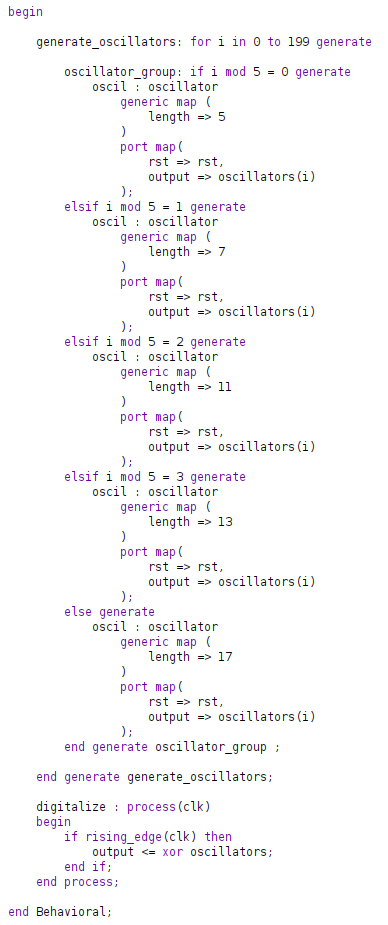 begin
generate_oscillators: for i in 0 to 199 generate
oscillator_group: if i mod 5 = 0 generate
oscil : oscillator
generic map (
length => 5
)
port map(
rst => rst,
output => oscillators(i)
);
elsif i mod 5 = 1 generate
oscil : oscillator
generic map (
length => 7
)
port map(
rst => rst,
output => oscillators(i)
);
elsif i mod 5 = 2 generate
oscil : oscillator
generic map (
length => 11
)
port map(
rst => rst,
output => oscillators(i)
);
elsif i mod 5 = 3 generate
oscil : oscillator
generic map (
length => 13
)
port map(
rst => rst,
output => oscillators(i)
);
else generate
oscil : oscillator
generic map (
length => 17
)
port map(
rst => rst,
output => oscillators(i)
);
end generate oscillator_group ;
end generate generate_oscillators;
digitalize : process(clk)
begin
if rising_edge(clk) then
output <= xor oscillators;
end if;
end process;
end Behavioral;